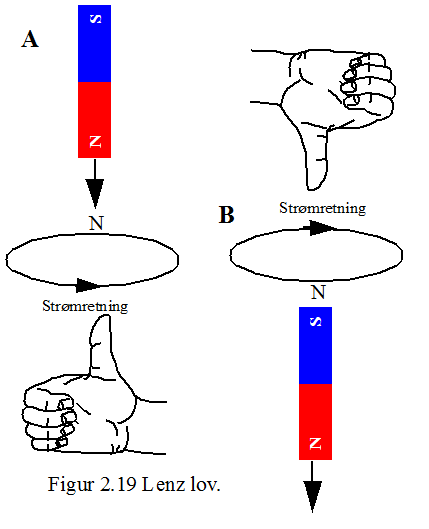 A
S
N
N
Strømretning
B
Strømretning
N
S
N
Figur 2.19 Lenz lov.